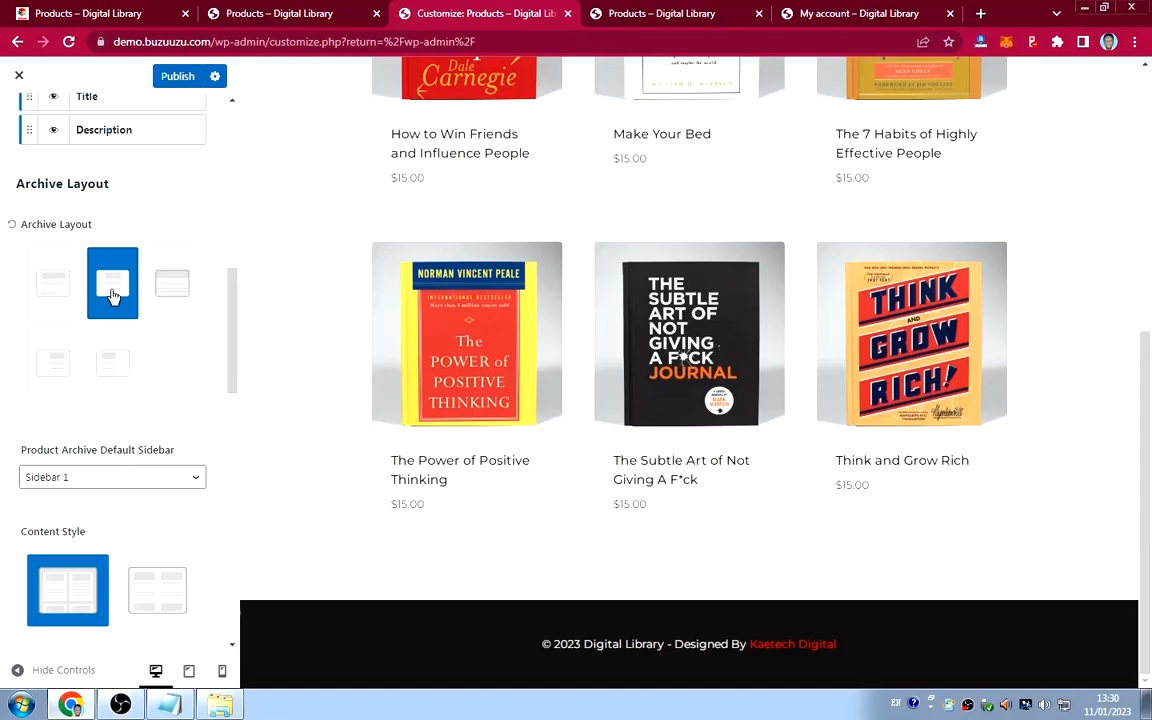 Products – Digital Library
Products – Digital Library
Customize: Products – Digital Lib
Products – Digital Library
My account – Digital Library
demo.buzuuzu.com/wp-admin/customize.php?return=%2Fwp-admin%2F
Publish
Title
Description
Archive Layout
Archive Layout
Product Archive Default Sidebar
Sidebar 1
Content Style
Hide Controls
Dale
Carnegie
How to Win Friends
and Influence People
$15.00
Make Your Bed
$15.00
The 7 Habits of Highly
Effective People
$15.00
NORMAN VINCENT PEALE
INTERNATIONAL BESTSELLER
The
POWER of
POSITIVE
THINKING
The Power of Positive
Thinking
$15.00
THE
SUBTLE
ART OF
NOT
GIVING
A F CK
JOURNAL
The Subtle Art of Not
Giving A F*ck
$15.00
THINK
AND
GROW
RICH!
Think and Grow Rich
$15.00
© 2023 Digital Library - Designed By Kaetech Digital
EN
13:30
11/01/2023